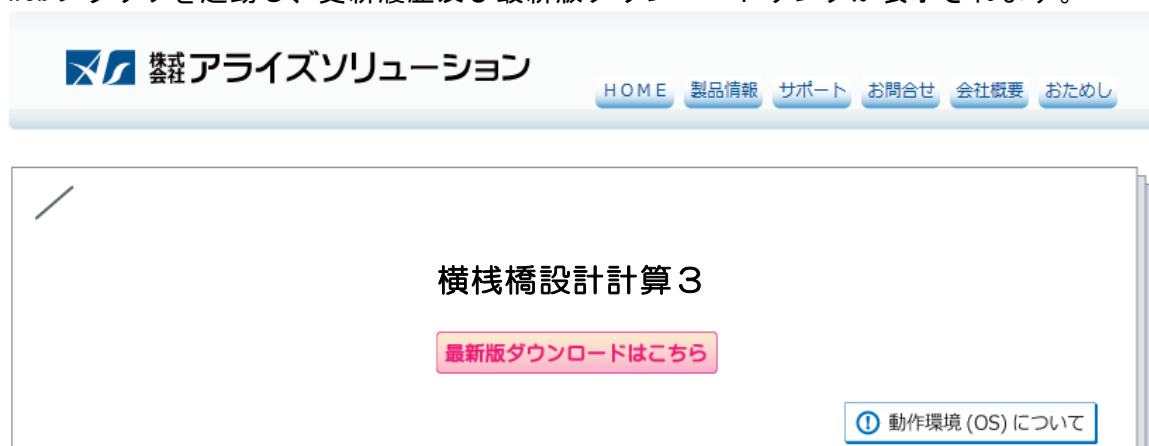 株式会社アライズソリューション
HOME 製品情報 サポート お問合せ 会社概要 おためし
横桟橋設計計算3
最新版ダウンロードはこちら
動作環境 (OS) について